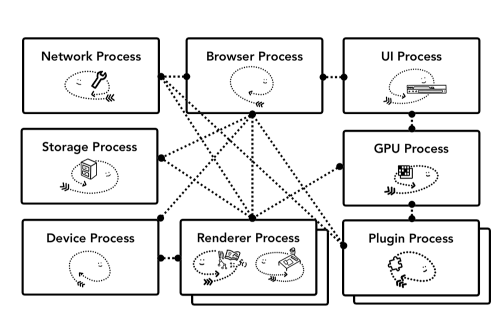 Network Process
Browser Process
UI Process
Storage Process
GPU Process
Device Process
Renderer Process
Plugin Process